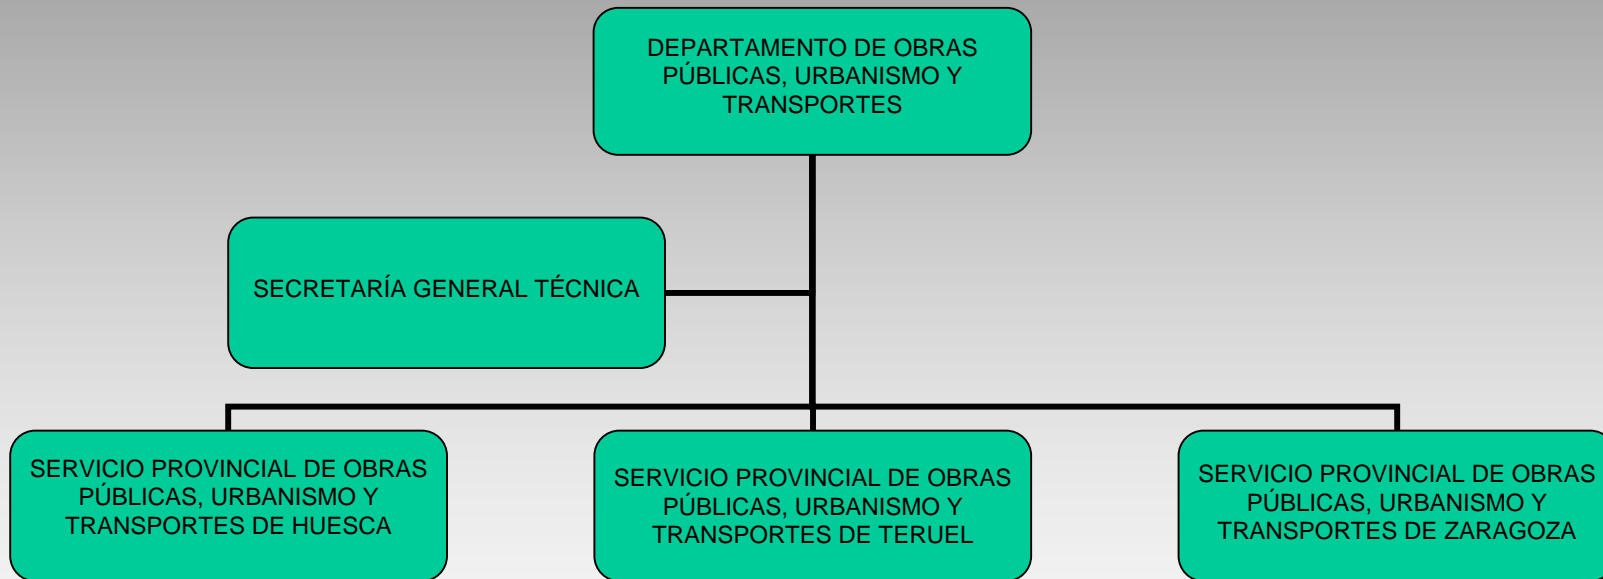 DEPARTAMENTO DE OBRAS
PÚBLICAS, URBANISMO Y
TRANSPORTES
SECRETARÍA GENERAL TÉCNICA
SERVICIO PROVINCIAL DE OBRAS
PÚBLICAS, URBANISMO Y
TRANSPORTES DE HUESCA
SERVICIO PROVINCIAL DE OBRAS
PÚBLICAS, URBANISMO Y
TRANSPORTES DE TERUEL
SERVICIO PROVINCIAL DE OBRAS
PÚBLICAS, URBANISMO Y
TRANSPORTES DE ZARAGOZA